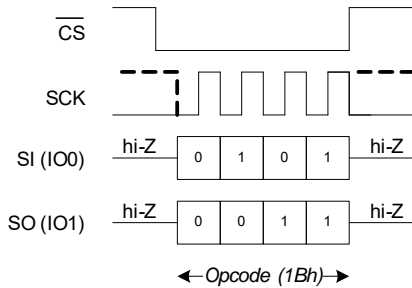 CS
SCK
hi-Z hi-Z
SI (IO0) 0 1 0 1
hi-Z hi-Z
SO (IO1) 0 0 1 1
Opcode (1Bh)